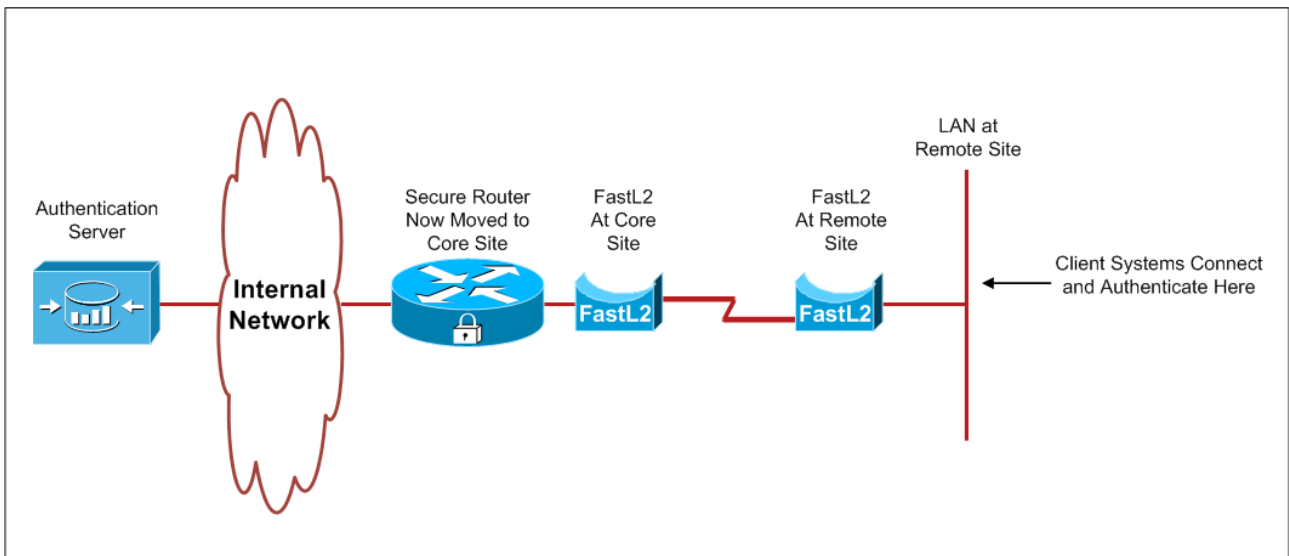 Authentication
Server
Internal
Network
Secure Router
Now Moved to
Core Site
FastL2
At Core
Site
FastL2
FastL2
At Remote
Site
FastL2
LAN at
Remote Site
Client Systems Connect
and Authenticate Here